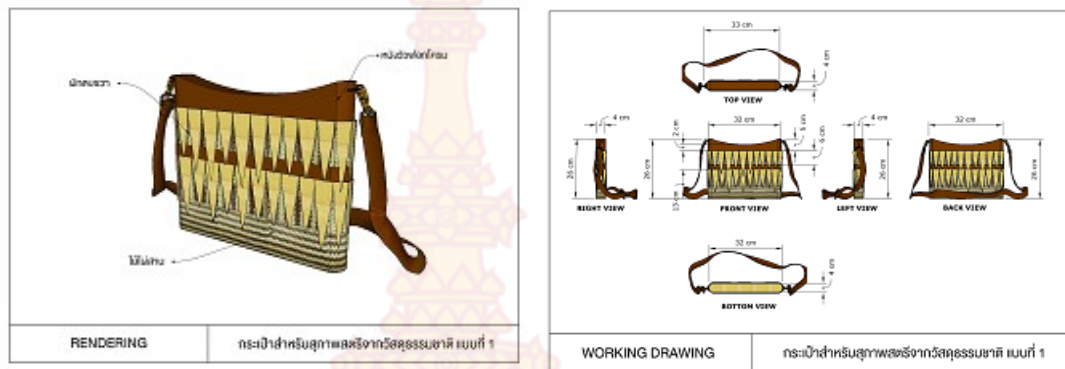 หนังวัวฟอกโครม
ผักตบชวา
ไม้ไผ่สาน
RENDERING
กระเป๋าสำหรับสุภาพสตรีจากวัสดุธรรมชาติ แบบที่ 1
33 cm
4 cm
TOP VIEW
4 cm
32 cm
4 cm
32 cm
2 cm
5 cm
6 cm
26 cm
26 cm
15 cm
26 cm
26 cm
RIGHT VIEW
FRONT VIEW
LEFT VIEW
BACK VIEW
32 cm
4 cm
BOTTOM VIEW
WORKING DRAWING
กระเป๋าสำหรับสุภาพสตรีจากวัสดุธรรมชาติ แบบที่ 1